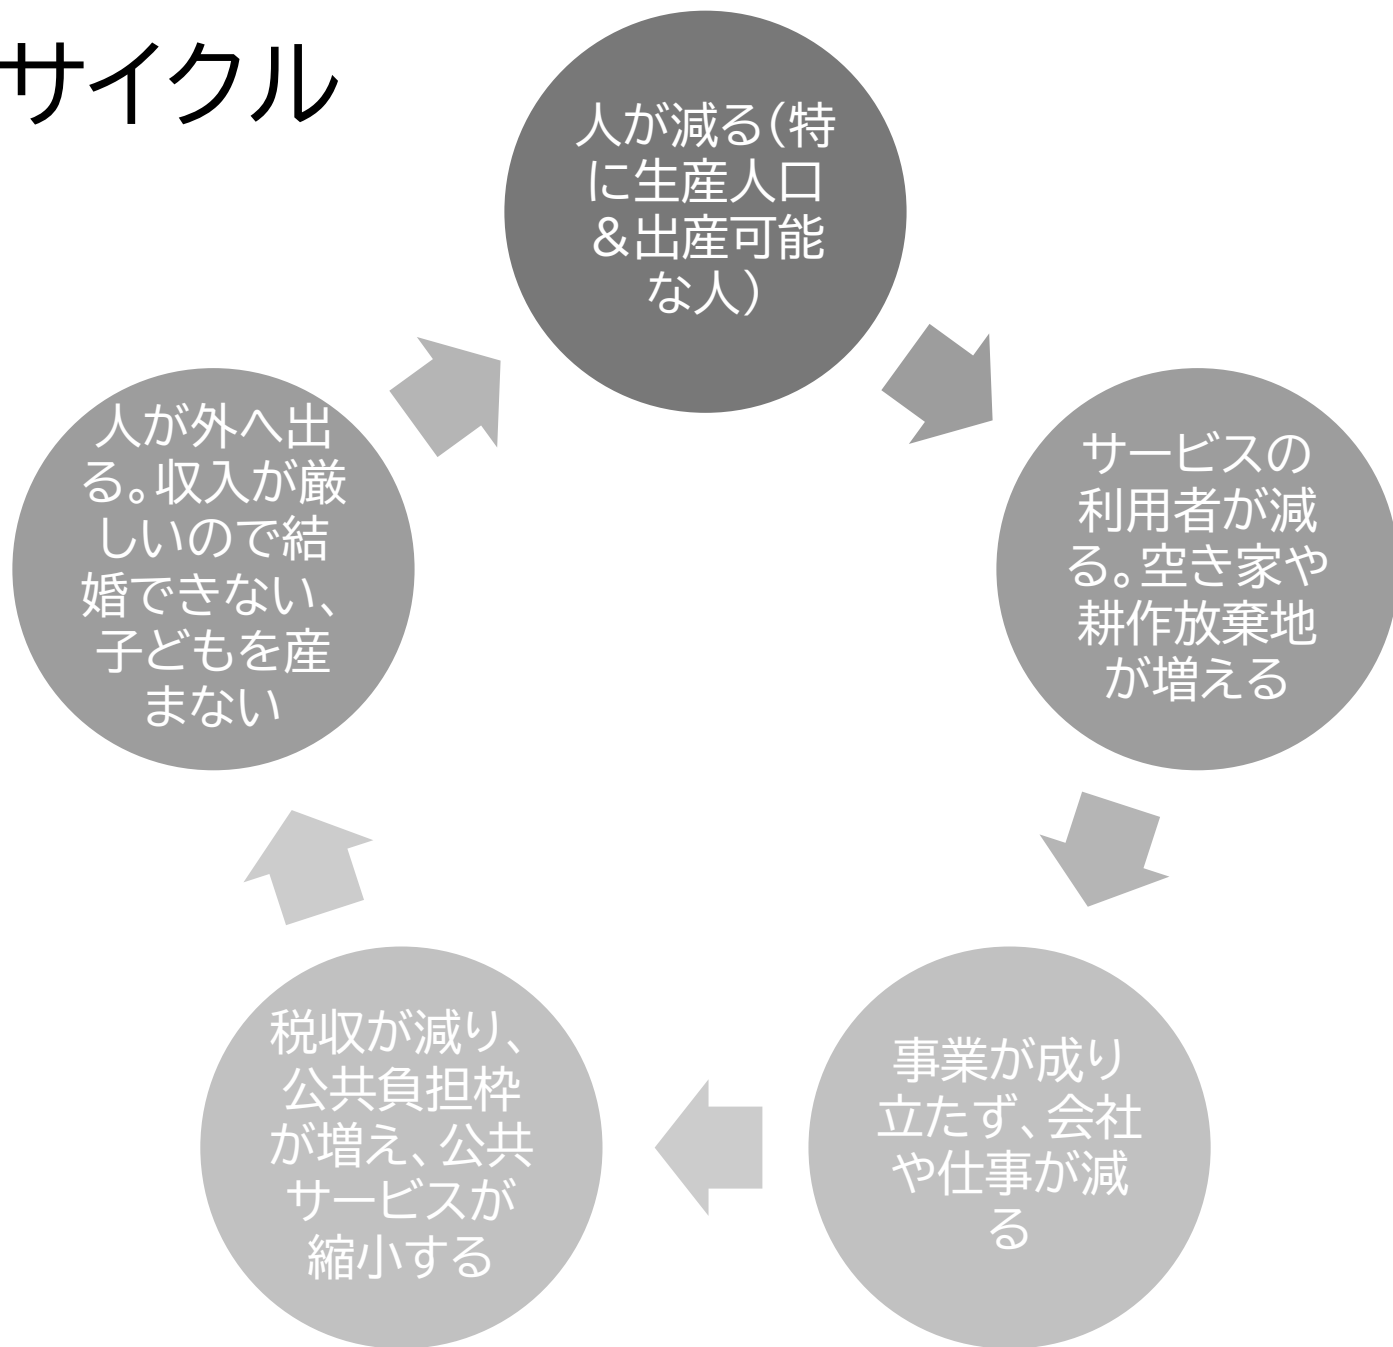 サイクル
人が減る（特
に生産人口
＆出産可能
な人）
サービスの
利用者が減
る。空き家や
耕作放棄地
が増える
事業が成り
立たず、会社
や仕事が減
る
税収が減り、
公共負担枠
が増え、公共
サービスが
縮小する
人が外へ出
る。収入が厳
しいので結
婚できない、
子どもを産
まない